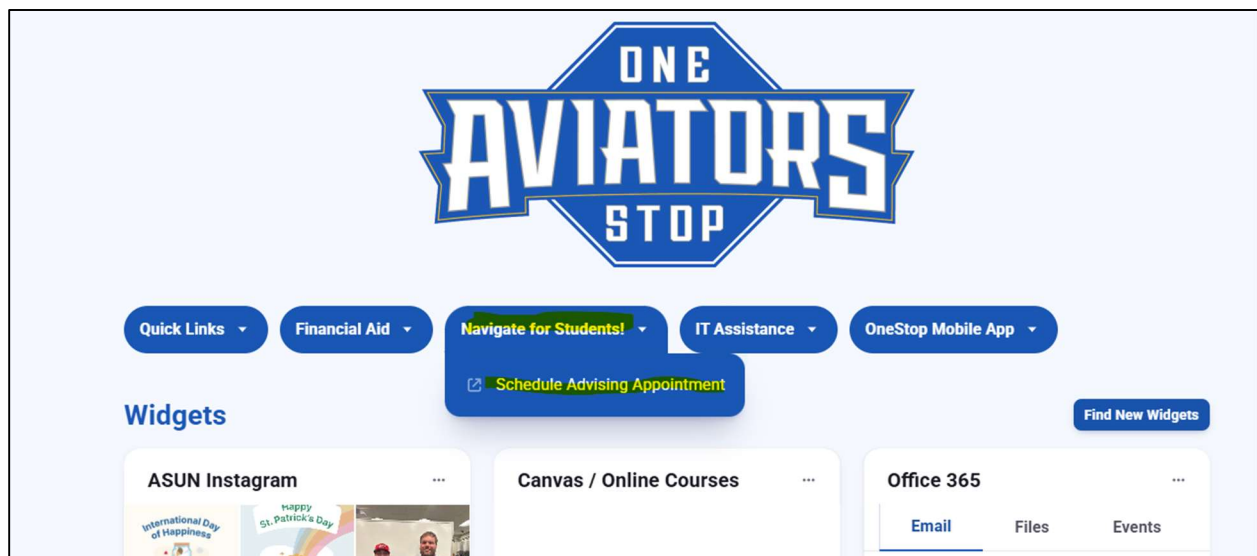 ONE
AVIATORS
STOP
Quick Links
Financial Aid
Navigate for Students!
IT Assistance
OneStop Mobile App
Schedule Advising Appointment
Widgets
Find New Widgets
ASUN Instagram
Canvas / Online Courses
Office 365
International Day
of Happiness
Happy
St. Patrick's Day
Email
Files
Events